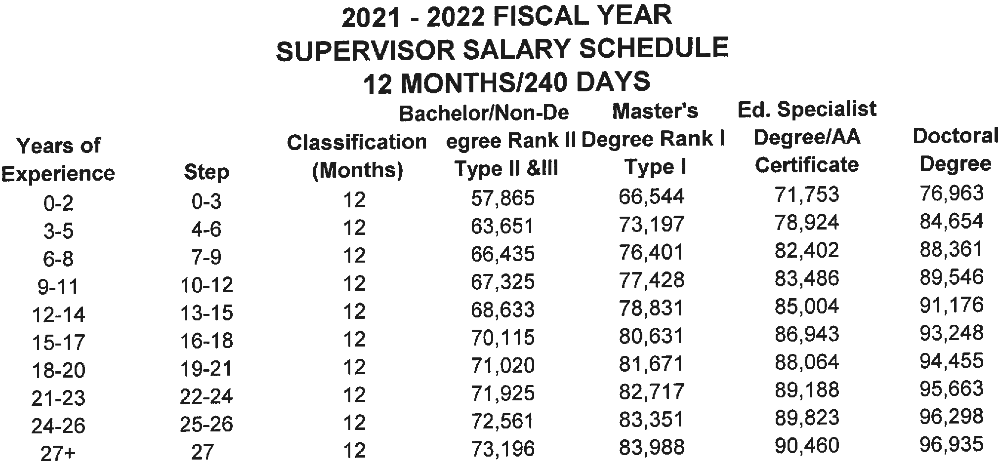 2021 - 2022 FISCAL YEAR
SUPERVISOR SALARY SCHEDULE
12 MONTHS/240 DAYS
Bachelor/Non-De Master's Ed. Specialist
Years of Classification egree Rank II Degree Rank I Degree/AA Doctoral
Experience Step (Months) Type II &III Type I Certificate Degree
0-2 0-3 12 57,865 66,544 71,753 76,963
3-5 4-6 12 63,651 73,197 78,924 84,654
6-8 7-9 12 66,435 76,401 82,402 88,361
9-11 10-12 12 67,325 77,428 83,486 89,546
12-14 13-15 12 68,633 78,831 85,004 91,176
15-17 16-18 12 70,115 80,631 86,943 93,248
18-20 19-21 12 71,020 81,671 88,064 94,455
21-23 22-24 12 71,925 82,717 89,188 95,663
24-26 25-26 12 72,561 83,351 89,823 96,298
27+ 27 12 73,196 83,988 90,460 96,935